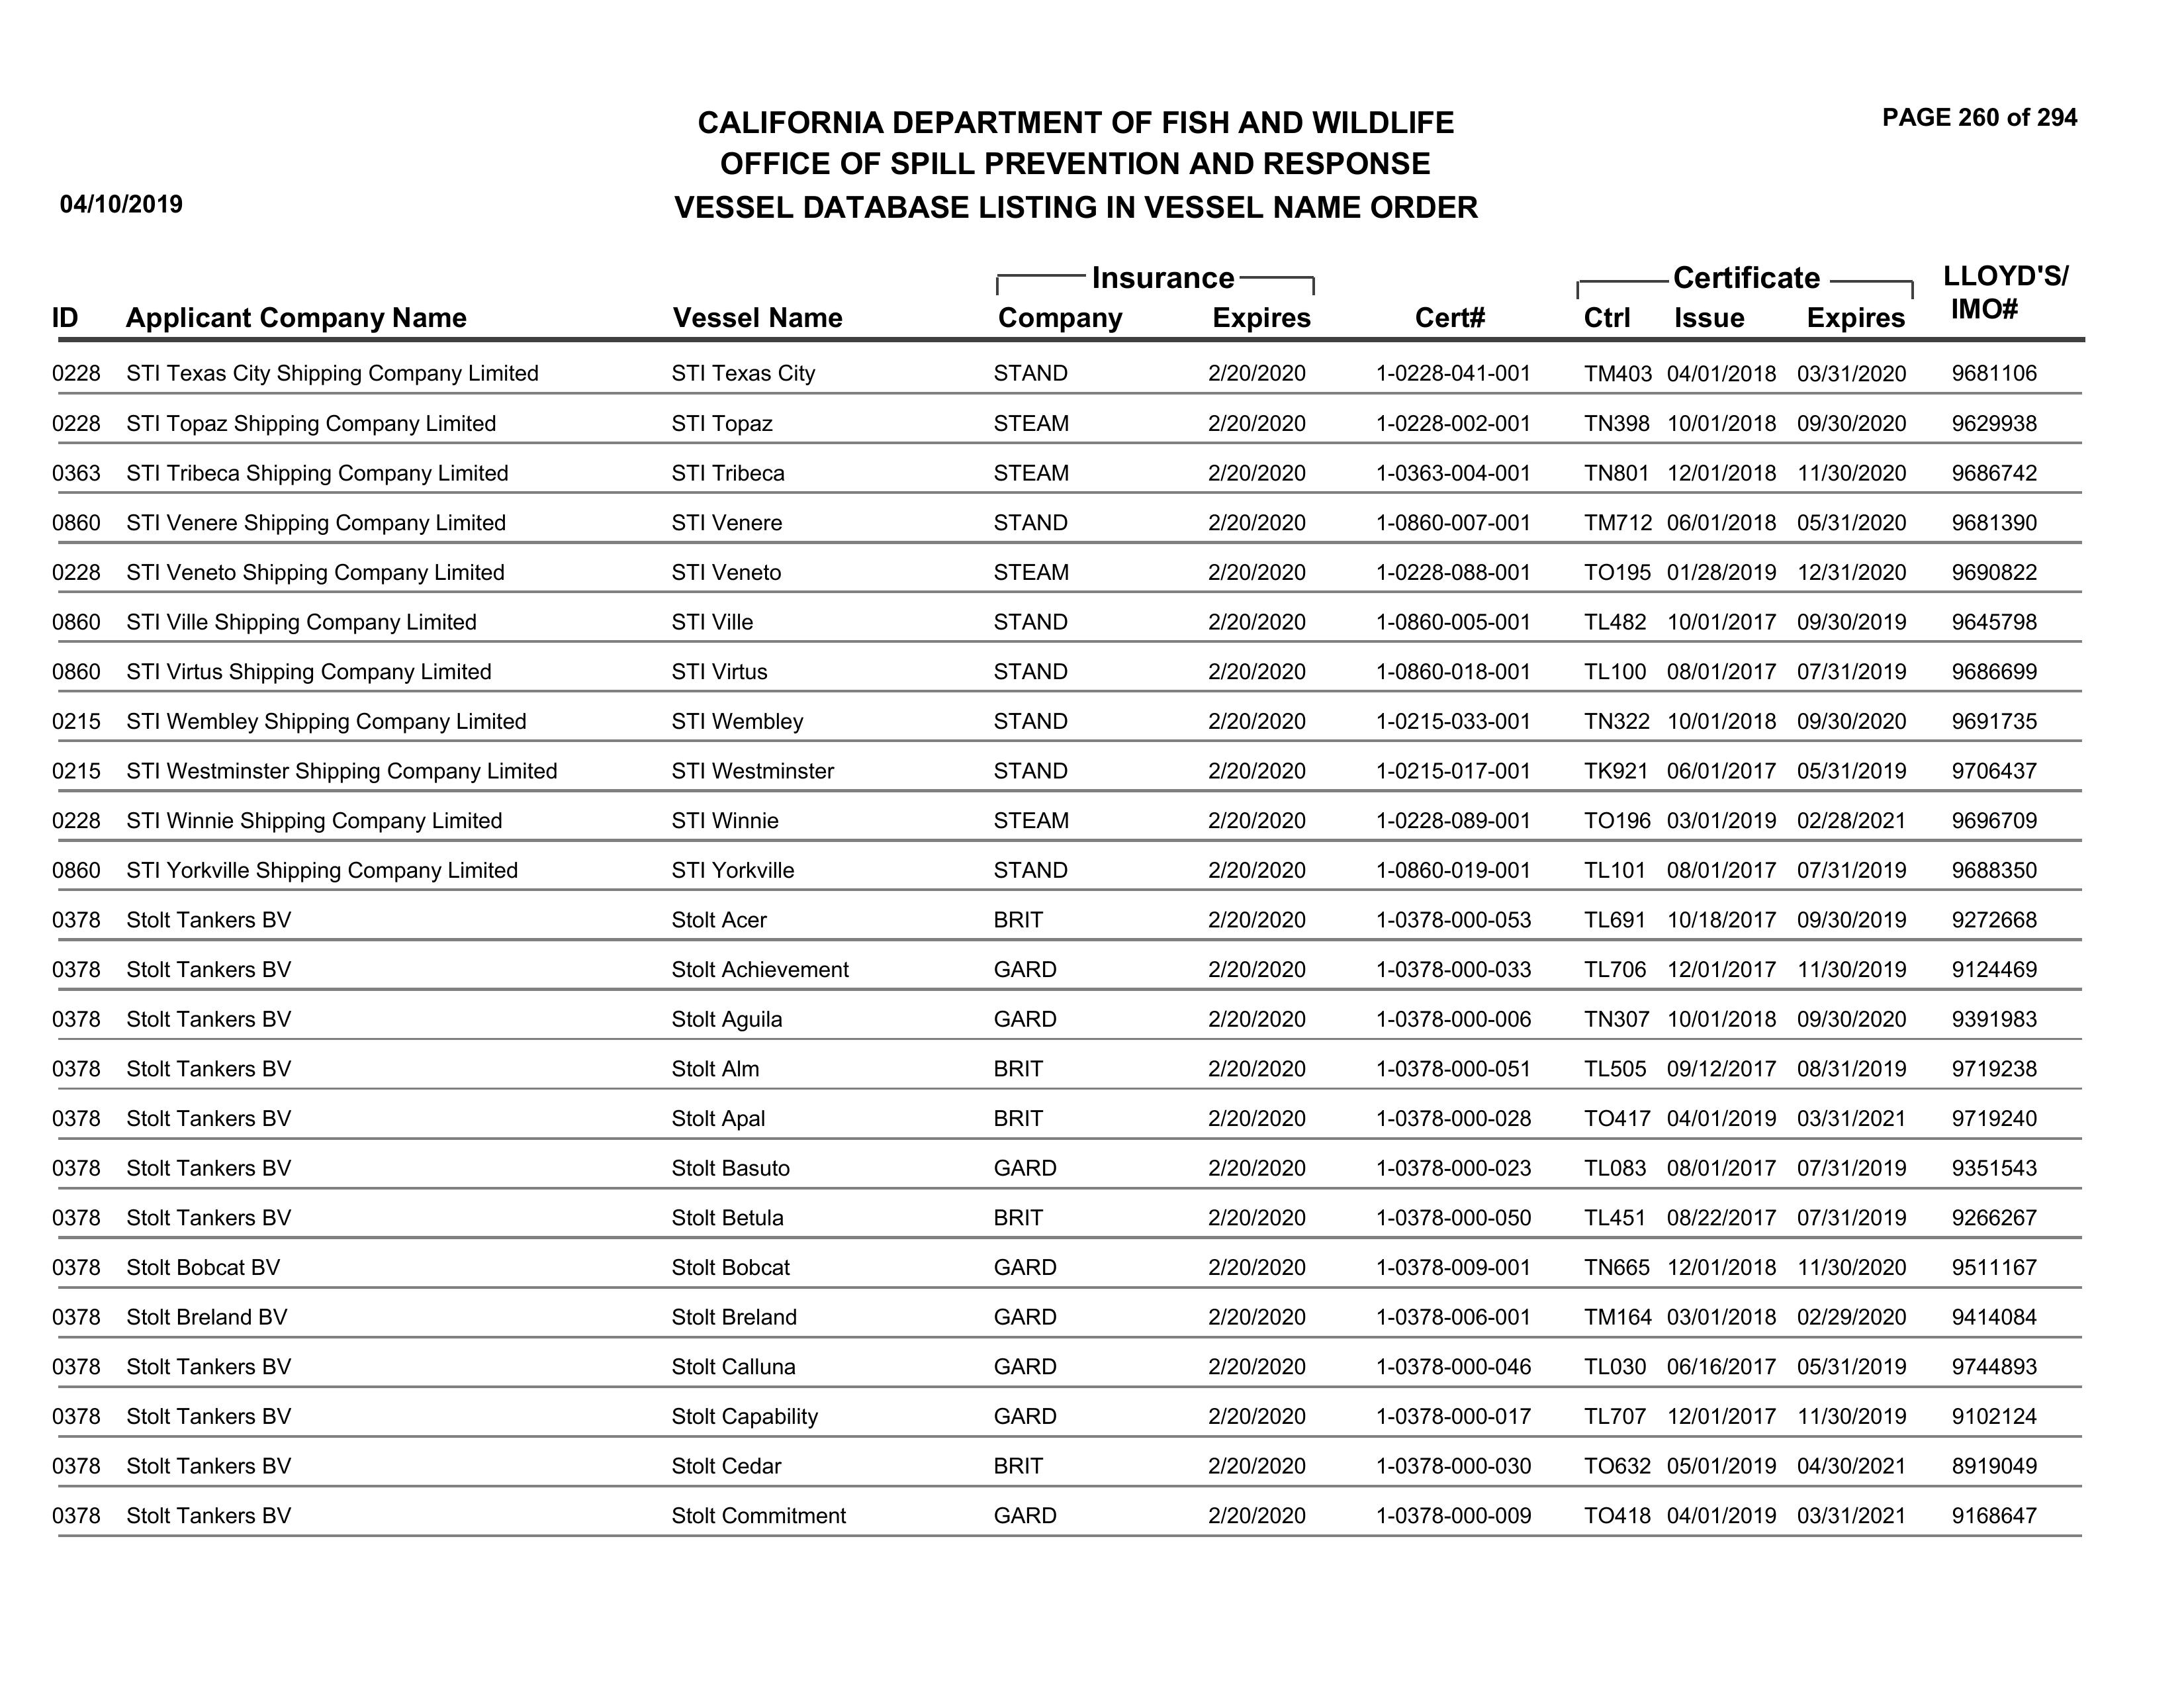 PAGE 260 of 294
CALIFORNIA DEPARTMENT OF FISH AND WILDLIFE
OFFICE OF SPILL PREVENTION AND RESPONSE
04/10/2019
VESSEL DATABASE LISTING IN VESSEL NAME ORDER
Insurance Certificate LLOYD'S/
ID Applicant Company Name Vessel Name Company Expires Cert# Ctrl Issue Expires IMO#
0228 STI Texas City Shipping Company Limited STI Texas City STAND 2/20/2020 1-0228-041-001 TM403 04/01/2018 03/31/2020 9681106
0228 STI Topaz Shipping Company Limited STI Topaz STEAM 2/20/2020 1-0228-002-001 TN398 10/01/2018 09/30/2020 9629938
0363 STI Tribeca Shipping Company Limited STI Tribeca STEAM 2/20/2020 1-0363-004-001 TN801 12/01/2018 11/30/2020 9686742
0860 STI Venere Shipping Company Limited STI Venere STAND 2/20/2020 1-0860-007-001 TM712 06/01/2018 05/31/2020 9681390
0228 STI Veneto Shipping Company Limited STI Veneto STEAM 2/20/2020 1-0228-088-001 TO195 01/28/2019 12/31/2020 9690822
0860 STI Ville Shipping Company Limited STI Ville STAND 2/20/2020 1-0860-005-001 TL482 10/01/2017 09/30/2019 9645798
0860 STI Virtus Shipping Company Limited STI Virtus STAND 2/20/2020 1-0860-018-001 TL100 08/01/2017 07/31/2019 9686699
0215 STI Wembley Shipping Company Limited STI Wembley STAND 2/20/2020 1-0215-033-001 TN322 10/01/2018 09/30/2020 9691735
0215 STI Westminster Shipping Company Limited STI Westminster STAND 2/20/2020 1-0215-017-001 TK921 06/01/2017 05/31/2019 9706437
0228 STI Winnie Shipping Company Limited STI Winnie STEAM 2/20/2020 1-0228-089-001 TO196 03/01/2019 02/28/2021 9696709
0860 STI Yorkville Shipping Company Limited STI Yorkville STAND 2/20/2020 1-0860-019-001 TL101 08/01/2017 07/31/2019 9688350
0378 Stolt Tankers BV Stolt Acer BRIT 2/20/2020 1-0378-000-053 TL691 10/18/2017 09/30/2019 9272668
0378 Stolt Tankers BV Stolt Achievement GARD 2/20/2020 1-0378-000-033 TL706 12/01/2017 11/30/2019 9124469
0378 Stolt Tankers BV Stolt Aguila GARD 2/20/2020 1-0378-000-006 TN307 10/01/2018 09/30/2020 9391983
0378 Stolt Tankers BV Stolt Alm BRIT 2/20/2020 1-0378-000-051 TL505 09/12/2017 08/31/2019 9719238
0378 Stolt Tankers BV Stolt Apal BRIT 2/20/2020 1-0378-000-028 TO417 04/01/2019 03/31/2021 9719240
0378 Stolt Tankers BV Stolt Basuto GARD 2/20/2020 1-0378-000-023 TL083 08/01/2017 07/31/2019 9351543
0378 Stolt Tankers BV Stolt Betula BRIT 2/20/2020 1-0378-000-050 TL451 08/22/2017 07/31/2019 9266267
0378 Stolt Bobcat BV Stolt Bobcat GARD 2/20/2020 1-0378-009-001 TN665 12/01/2018 11/30/2020 9511167
0378 Stolt Breland BV Stolt Breland GARD 2/20/2020 1-0378-006-001 TM164 03/01/2018 02/29/2020 9414084
0378 Stolt Tankers BV Stolt Calluna GARD 2/20/2020 1-0378-000-046 TL030 06/16/2017 05/31/2019 9744893
0378 Stolt Tankers BV Stolt Capability GARD 2/20/2020 1-0378-000-017 TL707 12/01/2017 11/30/2019 9102124
0378 Stolt Tankers BV Stolt Cedar BRIT 2/20/2020 1-0378-000-030 TO632 05/01/2019 04/30/2021 8919049
0378 Stolt Tankers BV Stolt Commitment GARD 2/20/2020 1-0378-000-009 TO418 04/01/2019 03/31/2021 9168647